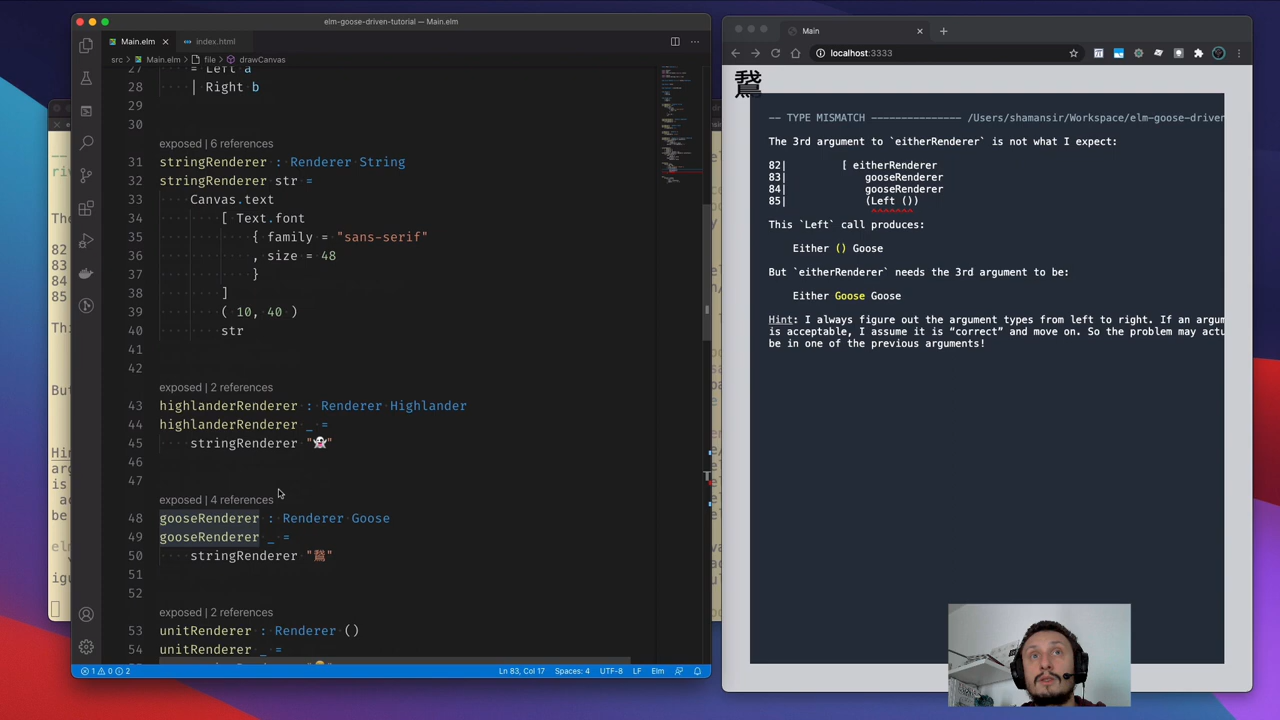 elm-goose-driven-tutorial — Main.elm
Main.elm
index.html
src > Main.elm > file > drawCanvas
27 = Left a
28 | Right b
29
30
exposed | 6 references
31 stringRenderer : Renderer String
32 stringRenderer str =
33 Canvas.text
34 [ Text.font
35 { family = "sans-serif"
36 , size = 48
37 }
38 ]
39 ( 10, 40 )
40 str
41
42
exposed | 2 references
43 highlanderRenderer : Renderer Highlander
44 highlanderRenderer _ =
45 stringRenderer "👻"
46
47
exposed | 4 references
48 gooseRenderer : Renderer Goose
49 gooseRenderer _ =
50 stringRenderer "鵞"
51
52
exposed | 2 references
53 unitRenderer : Renderer ()
54 unitRenderer _ =
1 0 2
Ln 83, Col 17
Spaces: 4
UTF-8
LF
Elm
Main
localhost:3333
鵞
-- TYPE MISMATCH -------------- /Users/shamansir/Workspace/elm-goose-driver
The 3rd argument to `eitherRenderer` is not what I expect:
82| [ eitherRenderer
83| gooseRenderer
84| gooseRenderer
85| (Left ())
^^^^^^^
This `Left` call produces:
Either () Goose
But `eitherRenderer` needs the 3rd argument to be:
Either Goose Goose
Hint: I always figure out the argument types from left to right. If an argum
is acceptable, I assume it is “correct” and move on. So the problem may actu
be in one of the previous arguments!